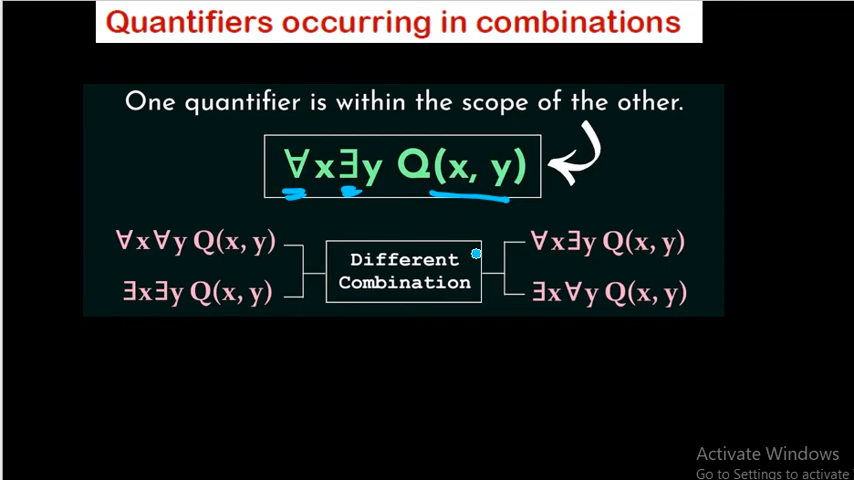 Quantifiers occurring in combinations
One quantifier is within the scope of the other.
∀x∃y Q(x, y)
∀x∀y Q(x, y)
∃x∃y Q(x, y)
Different
Combination
∀x∃y Q(x, y)
∃x∀y Q(x, y)
Activate Windows
Go to Settings to activate